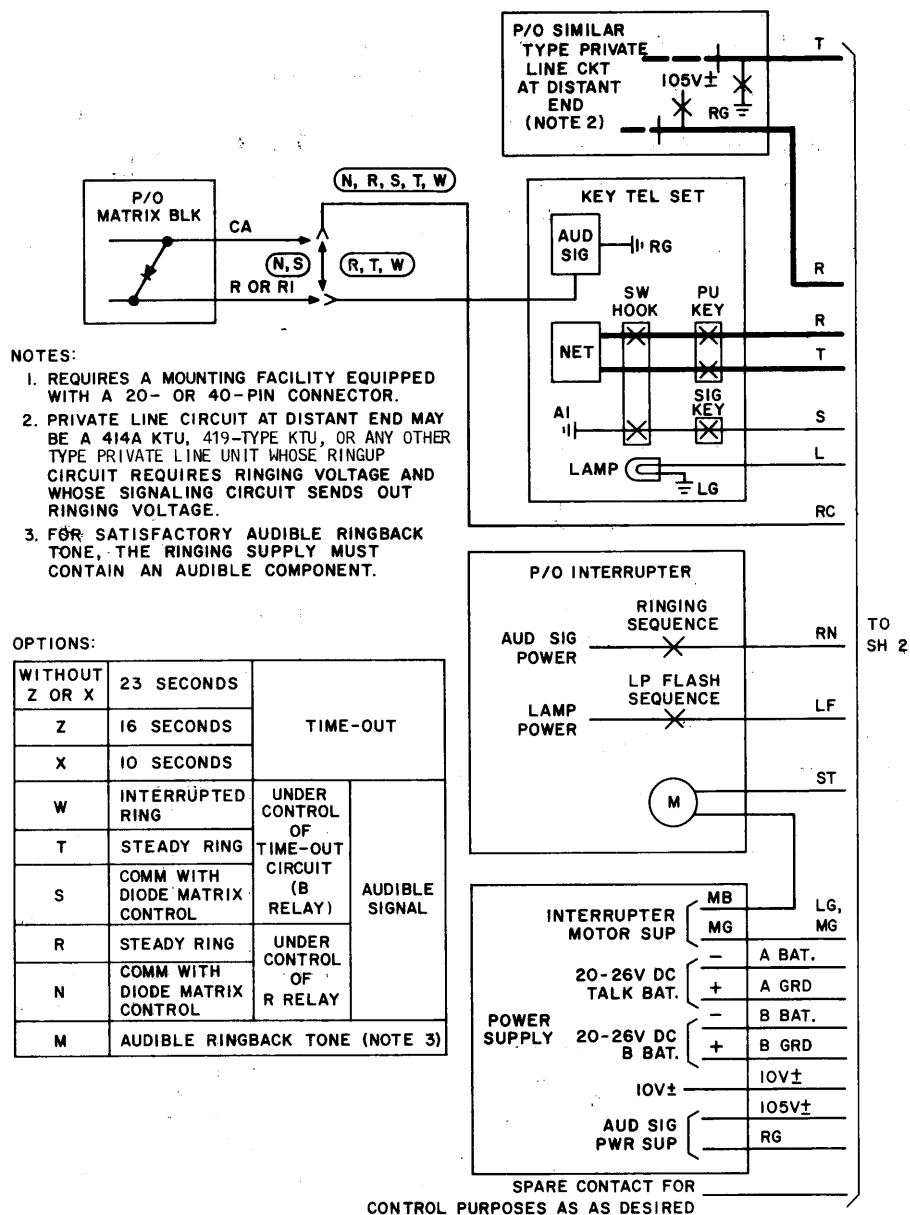 P/O SIMILAR
TYPE PRIVATE
LINE CKT
AT DISTANT
END
(NOTE 2)
105V±
RG
T
R
P/O
MATRIX BLK
CA
R OR RI
N, R, S, T, W
N, S
R, T, W
KEY TEL SET
AUD
SIG
RG
SW
HOOK
PU
KEY
NET
R
T
SIG
KEY
A1
S
LAMP
LG
L
RC
NOTES:
1. REQUIRES A MOUNTING FACILITY EQUIPPED
WITH A 20- OR 40-PIN CONNECTOR.
2. PRIVATE LINE CIRCUIT AT DISTANT END MAY
BE A 414A KTU, 419-TYPE KTU, OR ANY OTHER
TYPE PRIVATE LINE UNIT WHOSE RINGUP
CIRCUIT REQUIRES RINGING VOLTAGE AND
WHOSE SIGNALING CIRCUIT SENDS OUT
RINGING VOLTAGE.
3. FOR SATISFACTORY AUDIBLE RINGBACK
TONE, THE RINGING SUPPLY MUST
CONTAIN AN AUDIBLE COMPONENT.
P/O INTERRUPTER
RINGING
SEQUENCE
AUD SIG
POWER
RN
LP FLASH
SEQUENCE
LAMP
POWER
LF
ST
M
TO
SH 2
OPTIONS:
WITHOUT
Z OR X
23 SECONDS
Z
16 SECONDS
X
10 SECONDS
TIME-OUT
W
INTERRUPTED
RING
T
STEADY RING
S
COMM WITH
DIODE MATRIX
CONTROL
UNDER
CONTROL
OF
TIME-OUT
CIRCUIT
(B
RELAY)
AUDIBLE
SIGNAL
R
STEADY RING
N
COMM WITH
DIODE MATRIX
CONTROL
UNDER
CONTROL
OF
R RELAY
M
AUDIBLE RINGBACK TONE (NOTE 3)
POWER
SUPPLY
INTERRUPTER
MOTOR SUP
MB
MG
LG,
MG
20-26V DC
TALK BAT.
-
A BAT.
+
A GRD
20-26V DC
B BAT.
-
B BAT.
+
B GRD
10V±
10V±
AUD SIG
PWR SUP
105V±
RG
SPARE CONTACT FOR
CONTROL PURPOSES AS AS DESIRED